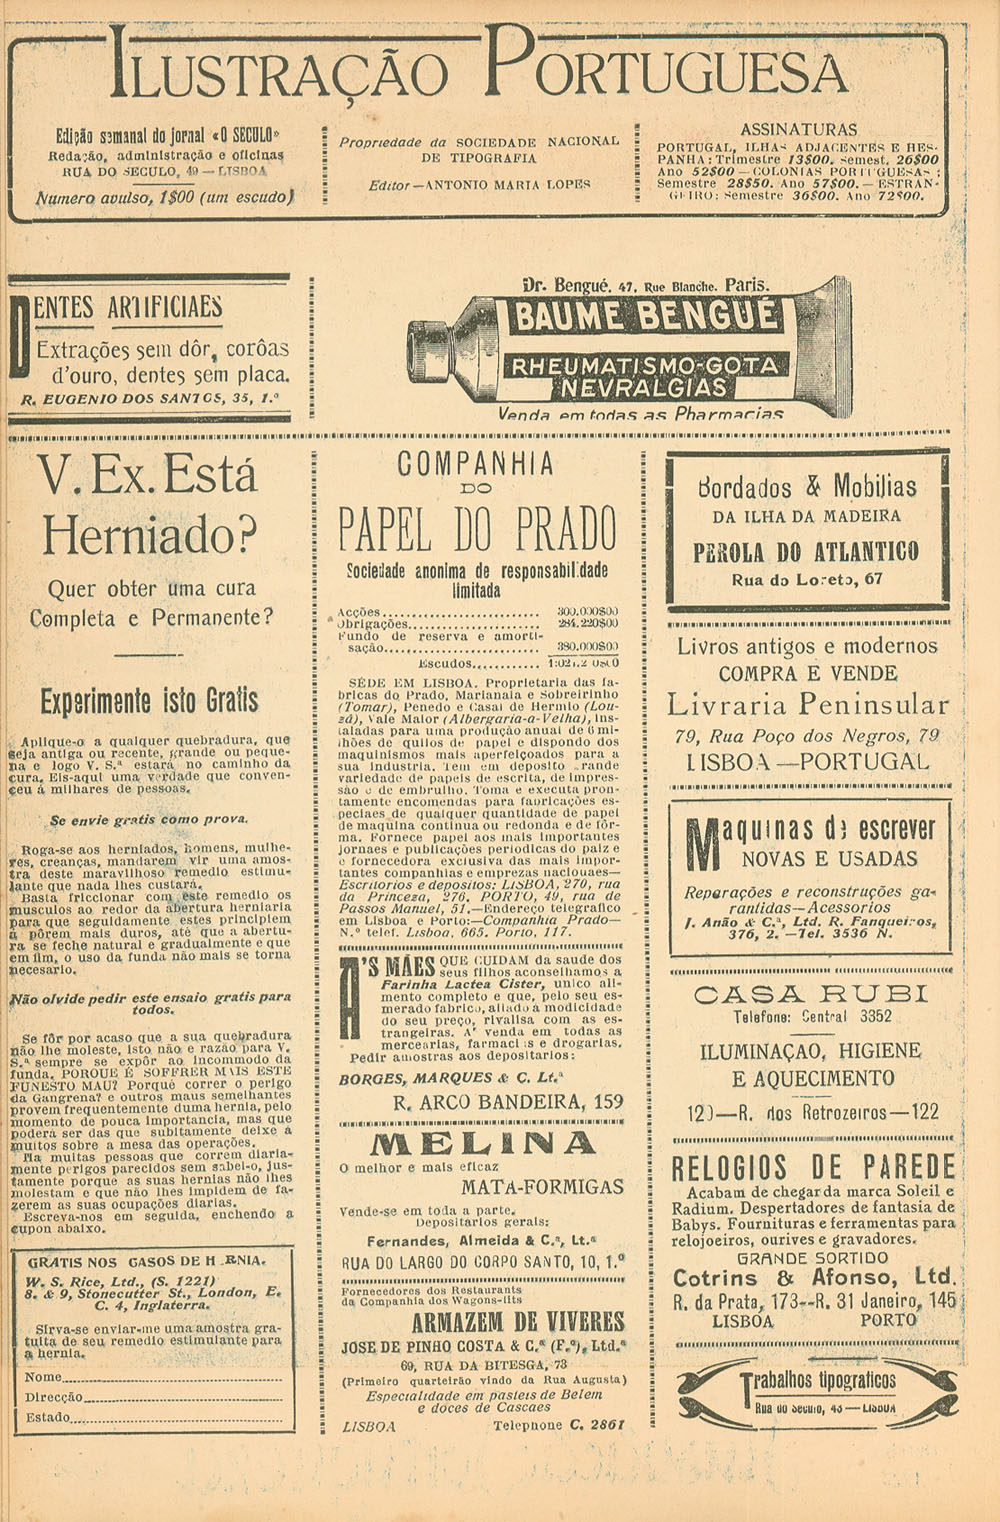 ILUSTRAÇÃO PORTUGUESA
Edição semanal do jornal «O SECULO»
Redação, administração e oficinas
RUA DO SECULO, 49 — LISBOA
Numero avulso, 1$00 (um escudo)
Propriedade da SOCIEDADE NACIONAL
DE TIPOGRAFIA
Editor—ANTONIO MARIA LOPES
ASSINATURAS
PORTUGAL, ILHAS ADJACENTES E HES-
PANHA: Trimestre 13$00. Semest. 26$00
Ano 52$00—COLONIAS PORTUGUESAS:
Semestre 28$50. Ano 57$00.—ESTRAN-
GEIRO: Semestre 36$00. Ano 72$00.
DENTES ARTIFICIAES
Extrações sem dôr, corôas
d'ouro, dentes sem placa.
R. EUGENIO DOS SANTOS, 35, 1.º
Dr. Bengué, 47, Rue Blanche, Paris.
BAUME BENGUÉ
RHEUMATISMO-GOTA
NEVRALGIAS
Venda em todas as Pharmacias
V. Ex. Está
Herniado?
Quer obter uma cura
Completa e Permanente?
Experimente isto Gratis
Aplique-o a qualquer quebradura, que
seja antiga ou recente, grande ou peque-
na e logo V. S.ª estará no caminho da
cura. Eis-aqui uma verdade que conven-
ceu á milhares de pessoas.
Se envie gratis como prova.
Roga-se aos herniados, homens, mulhe-
res, creanças, mandarem vir uma amos-
tra deste maravilhoso remedio estimu-
lante que nada lhes custará.
Basta friccionar com este remedio os
musculos ao redor da abertura herniaria
para que seguidamente estes principiem
á pôrem mais duros, até que a abertu-
ra se feche natural e gradualmente e que
em fim, o uso da funda não mais se torna
necesario.
Não olvide pedir este ensaio gratis para
todos.
Se fôr por acaso que a sua quebradura
não lhe moleste, isto não e razão para V.
S.ª sempre se expôr ao incommodo da
funda. PORQUE É SOFFRER MAIS ESTE
FUNESTO MAU? Porqué correr o perigo
da Gangrena? e outros maus semelhantes
provem frequentemente duma hernia, pelo
momento de pouca importancia, mas que
poderá ser das que subitamente deixe a
muitos sobre a mesa das operações.
Ha muitas pessoas que correm diaria-
mente perigos parecidos sem sabel-o, jus-
tamente porque as suas hernias não lhes
molestam e que não lhes impidem de fa-
zerem as suas ocupações diarias.
Escreva-nos em seguida, enchendo a
cupon abaixo.
GRATIS NOS CASOS DE HERNIA.
W. S. Rice, Ltd., (S. 1221)
8. & 9, Stonecutter St., London, E.
C. 4, Inglaterra.
Sirva-se enviar-me uma amostra gra-
tuita de seu remedio estimulante para
a hernia.
Nome
Direcção
Estado
COMPANHIA
DO
PAPEL DO PRADO
Sociedade anonima de responsabilidade
limitada
Acções.................... 300.000$00
Obrigações................ 284.220$00
Fundo de reserva e amorti-
sação................ 380.000$00
Escudos..........
SÉDE EM LISBOA. Proprietaria das fa-
bricas do Prado, Marianaia e Sobreirinho
(Tomar), Penedo e Casal de Hermio (Lou-
zã), Vale Maior (Albergaria-a-Velha), ins-
taladas para uma produção anual de 6 mi-
lhões de quilos de papel e dispondo dos
maquinismos mais aperfeiçoados para a
sua industria. Tem em deposito grande
variedade de papeis de escrita, de impres-
são e de embrulho. Toma e executa pron-
tamente encomendas para fabricações es-
peciaes de qualquer quantidade de papel
de maquina continua ou redonda e de fôr-
ma. Fornece papel aos mais importantes
jornaes e publicações periodicas do paiz e
é fornecedora exclusiva das mais impor-
tantes companhias e emprezas nacionaes—
Escritorios e depositos: LISBOA, 270, rua
da Princeza, 276. PORTO, 49, rua de
Passos Manuel, 51.—Endereço telegrafico
em Lisboa e Porto:—Companhia Prado—
N.º telef. Lisboa, 665. Porto, 117.
A'S MÃES QUE CUIDAM da saude dos
seus filhos aconselhamos a
Farinha Lactea Cister, unico ali-
mento completo e que, pelo seu es-
merado fabrico, aliado á modicidade
do seu preço, rivalisa com as es-
trangeiras. A' venda em todas as
mercearias, farmacias e drogarias.
Pedir amostras aos depositarios:
BORGES, MARQUES & C. Lt.ª
R. ARCO BANDEIRA, 159
MELINA
O melhor e mais eficaz
MATA-FORMIGAS
Vende-se em toda a parte.
Depositarios gerais:
Fernandes, Almeida & C.ª, Lt.ª
RUA DO LARGO DO CORPO SANTO, 10, 1.º
Fornecedores dos Restaurants
da Companhia dos Wagons-lits
ARMAZEM DE VIVERES
JOSE DE PINHO COSTA & C.ª (F.º), Ltd.ª
69, RUA DA BITESGA, 73
(Primeiro quarteirão vindo da Rua Augusta)
Especialidade em pasteis de Belem
e doces de Cascaes
LISBOA Telephone C. 2861
Bordados & Mobilias
DA ILHA DA MADEIRA
PEROLA DO ATLANTICO
Rua do Loreto, 67
Livros antigos e modernos
COMPRA E VENDE
Livraria Peninsular
79, Rua Poço dos Negros, 79
LISBOA—PORTUGAL
Maquinas de escrever
NOVAS E USADAS
Reparações e reconstruções ga-
rantidas—Acessorios
J. Anão & C.ª, Ltd. R. Fanqueiros,
376, 2.—Tel. 3536 N.
CASA RUBI
Telefone: Central 3352
ILUMINAÇAO, HIGIENE
E AQUECIMENTO
120—R. dos Retrozeiros—122
RELOGIOS DE PAREDE
Acabam de chegar da marca Soleil e
Radium. Despertadores de fantasia de
Babys. Fournituras e ferramentas para
relojoeiros, ourives e gravadores.
GRANDE SORTIDO
Cotrins & Afonso, Ltd.
R. da Prata, 173--R. 31 Janeiro, 145
LISBOA PORTO
Trabalhos tipograficos
Rua do Seculo, 43 — LISBOA